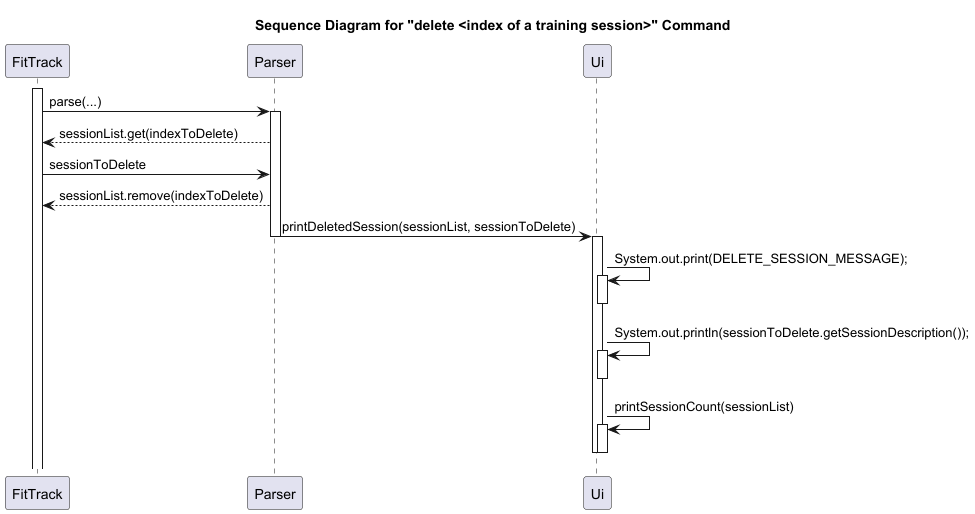 Sequence Diagram for "delete <index of a training session>" Command
FitTrack
Parser
Ui
parse(...)
sessionList.get(indexToDelete)
sessionToDelete
sessionList.remove(indexToDelete)
printDeletedSession(sessionList, sessionToDelete)
System.out.print(DELETE_SESSION_MESSAGE);
System.out.println(sessionToDelete.getSessionDescription());
printSessionCount(sessionList)
FitTrack
Parser
Ui